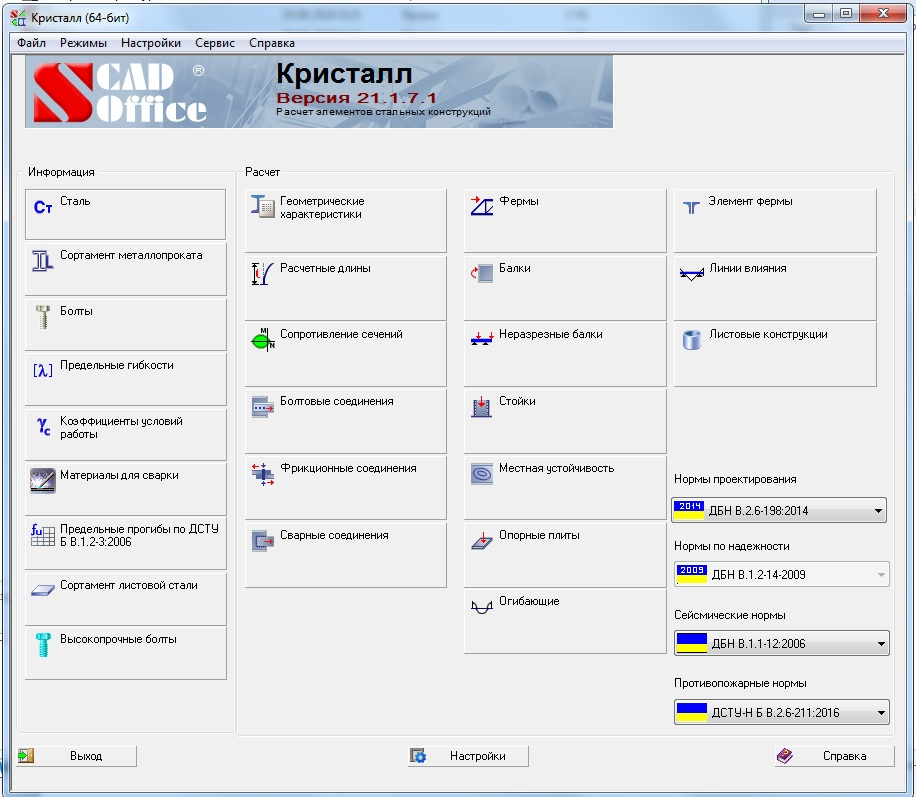 Кристалл (64-бит)
Файл Режимы Настройки Сервис Справка
SCAD Office ®
Кристалл
Версия 21.1.7.1
Расчет элементов стальных конструкций
Информация
Ст Сталь
Сортамент металлопроката
Болты
[λ] Предельные гибкости
γc Коэффициенты условий
работы
Материалы для сварки
fu Предельные прогибы по ДСТУ
Б В.1.2-3:2006
Сортамент листовой стали
Высокопрочные болты
Расчет
Геометрические
характеристики
Расчетные длины
M N Сопротивление сечений
Болтовые соединения
Фрикционные соединения
Сварные соединения
Фермы
Балки
Неразрезные балки
Стойки
Местная устойчивость
Опорные плиты
Огибающие
Элемент фермы
Линии влияния
Листовые конструкции
Нормы проектирования
2014 ДБН В.2.6-198:2014
Нормы по надежности
2009 ДБН В.1.2-14-2009
Сейсмические нормы
ДБН В.1.1-12:2006
Противопожарные нормы
ДСТУ-Н Б В.2.6-211:2016
Выход
Настройки
Справка